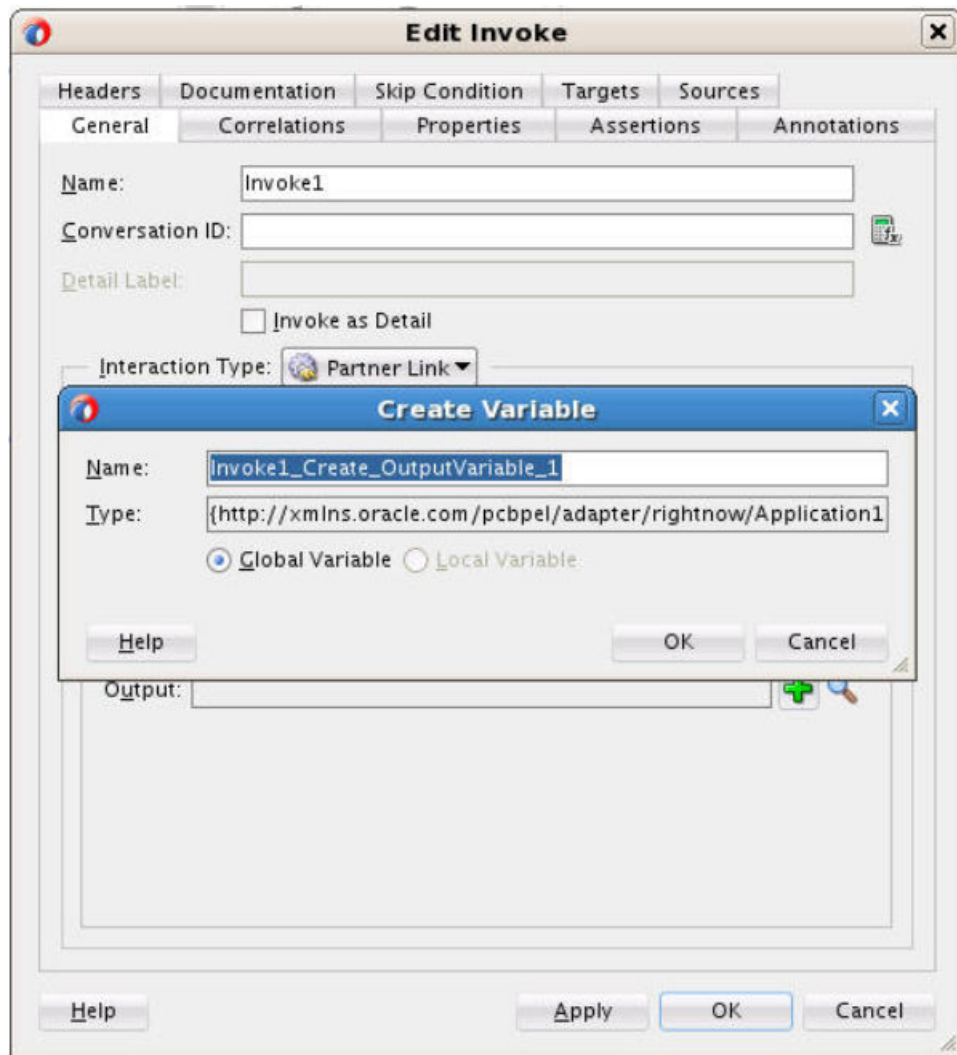 Edit Invoke
Headers Documentation Skip Condition Targets Sources
General Correlations Properties Assertions Annotations
Name: Invoke1
Conversation ID:
Detail Label:
Invoke as Detail
Interaction Type: Partner Link
Create Variable
Name: Invoke1_Create_OutputVariable_1
Type: {http://xmlns.oracle.com/pcbpel/adapter/rightnow/Application1
Global Variable Local Variable
Help OK Cancel
Output:
Help Apply OK Cancel